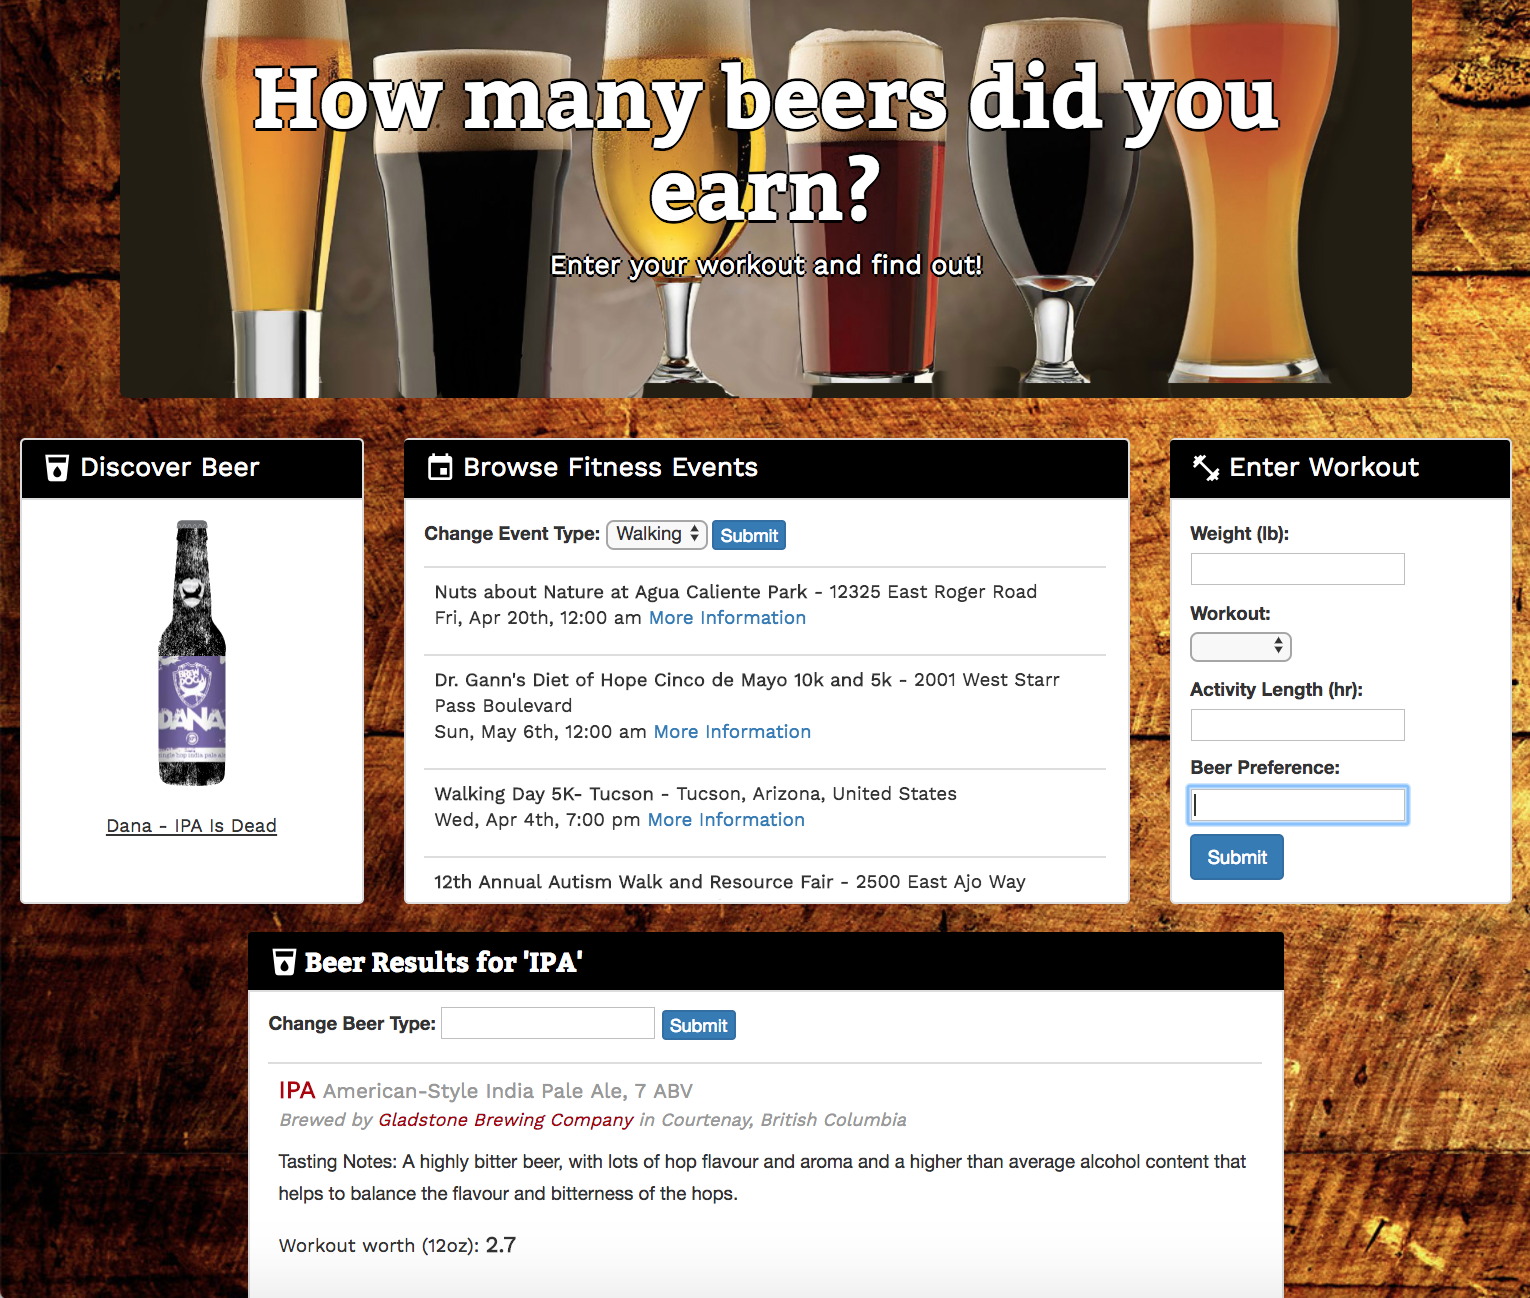 How many beers did you
earn?
Enter your workout and find out!
Discover Beer
BREW
DOG
DANA
single hop india pale ale
Dana - IPA Is Dead
Browse Fitness Events
Change Event Type: Walking Submit
Nuts about Nature at Agua Caliente Park - 12325 East Roger Road
Fri, Apr 20th, 12:00 am More Information
Dr. Gann's Diet of Hope Cinco de Mayo 10k and 5k - 2001 West Starr
Pass Boulevard
Sun, May 6th, 12:00 am More Information
Walking Day 5K- Tucson - Tucson, Arizona, United States
Wed, Apr 4th, 7:00 pm More Information
12th Annual Autism Walk and Resource Fair - 2500 East Ajo Way
Enter Workout
Weight (lb):
Workout:
Activity Length (hr):
Beer Preference:
Submit
Beer Results for 'IPA'
Change Beer Type: Submit
IPA American-Style India Pale Ale, 7 ABV
Brewed by Gladstone Brewing Company in Courtenay, British Columbia
Tasting Notes: A highly bitter beer, with lots of hop flavour and aroma and a higher than average alcohol content that
helps to balance the flavour and bitterness of the hops.
Workout worth (12oz): 2.7